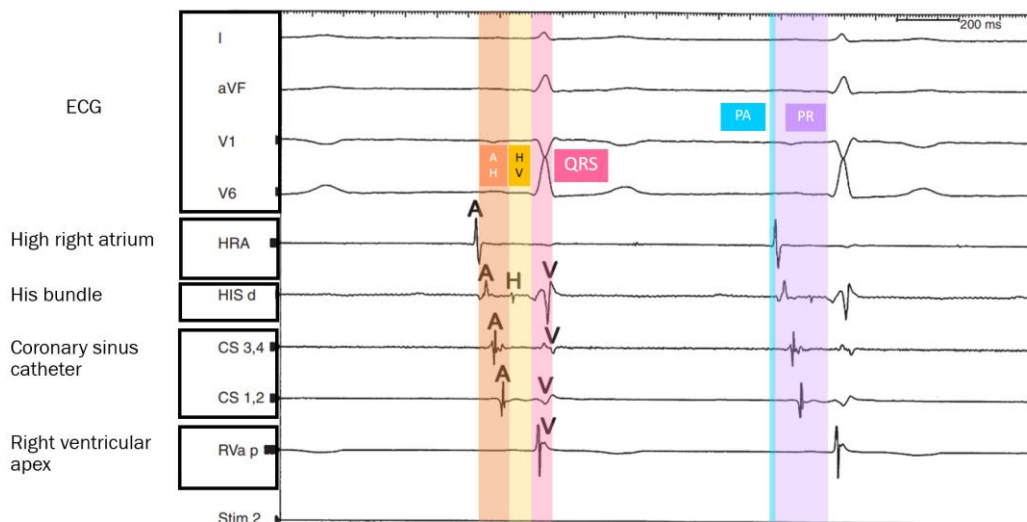 200 ms
I
ECG
aVF
PA
PR
V1
A
H
H
V
QRS
V6
A
High right atrium
HRA
A
H
V
His bundle
HIS d
A
Coronary sinus
catheter
CS 3,4
V
A
V
CS 1,2
V
Right ventricular
apex
RVa p
Stim 2